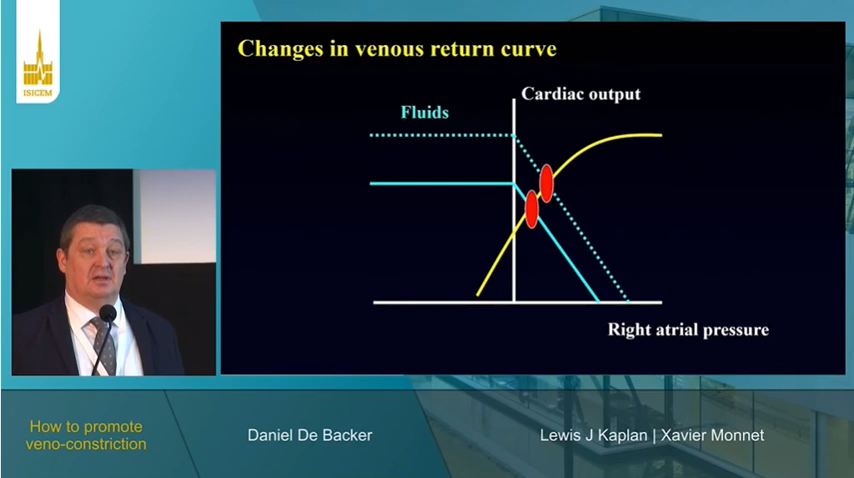 ISICEM
Changes in venous return curve
Cardiac output
Fluids
Right atrial pressure
How to promote
veno-constriction
Daniel De Backer
Lewis J Kaplan | Xavier Monnet